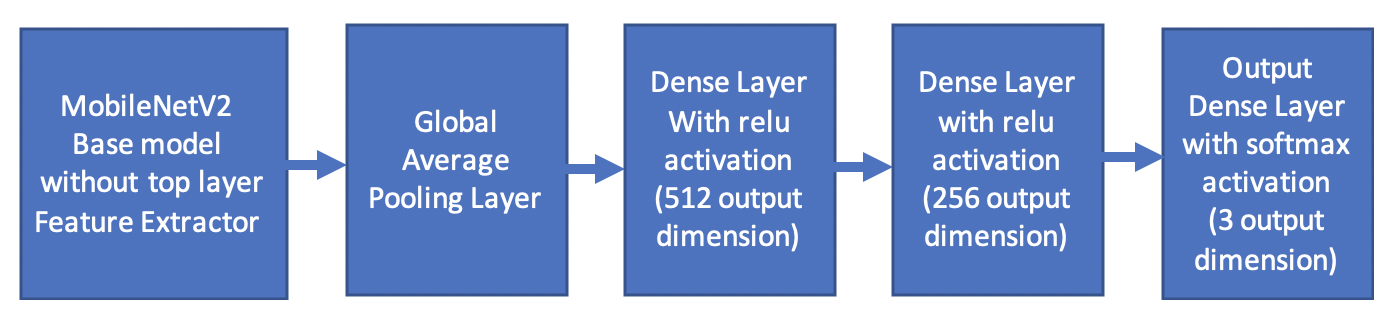 MobileNetV2
Base model
without top layer
Feature Extractor
Global
Average
Pooling Layer
Dense Layer
With relu
activation
(512 output
dimension)
Dense Layer
with relu
activation
(256 output
dimension)
Output
Dense Layer
with softmax
activation
(3 output
dimension)